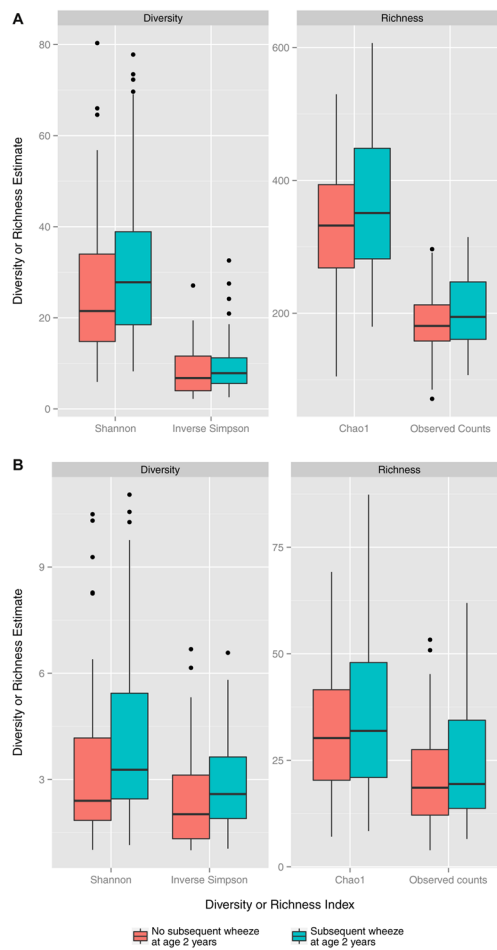 A
Diversity
Richness
Diversity or Richness Estimate
80
60
40
20
0
600
400
200
Shannon
Inverse Simpson
Chao1
Observed Counts
B
Diversity
Richness
Diversity or Richness Estimate
9
6
3
75
50
25
0
Shannon
Inverse Simpson
Chao1
Observed counts
Diversity or Richness Index
No subsequent wheeze
at age 2 years
Subsequent wheeze
at age 2 years